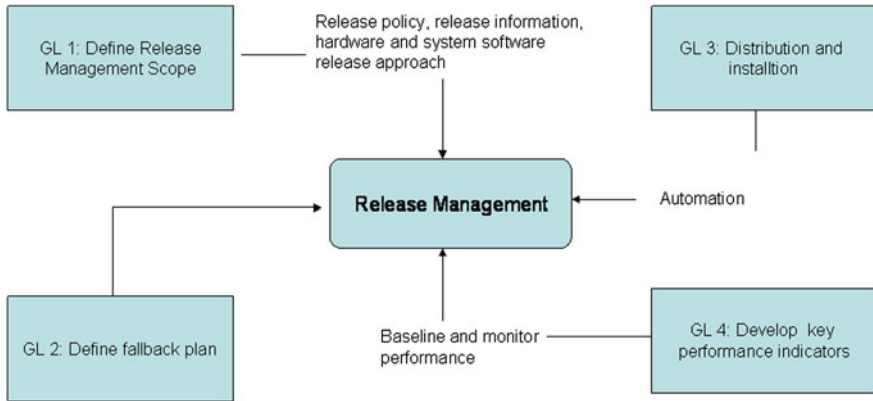 GL 1: Define Release
Management Scope
Release policy, release information,
hardware and system software
release approach
GL 3: Distribution and
installtion
Release Management
Automation
GL 2: Define fallback plan
Baseline and monitor
performance
GL 4: Develop key
performance indicators